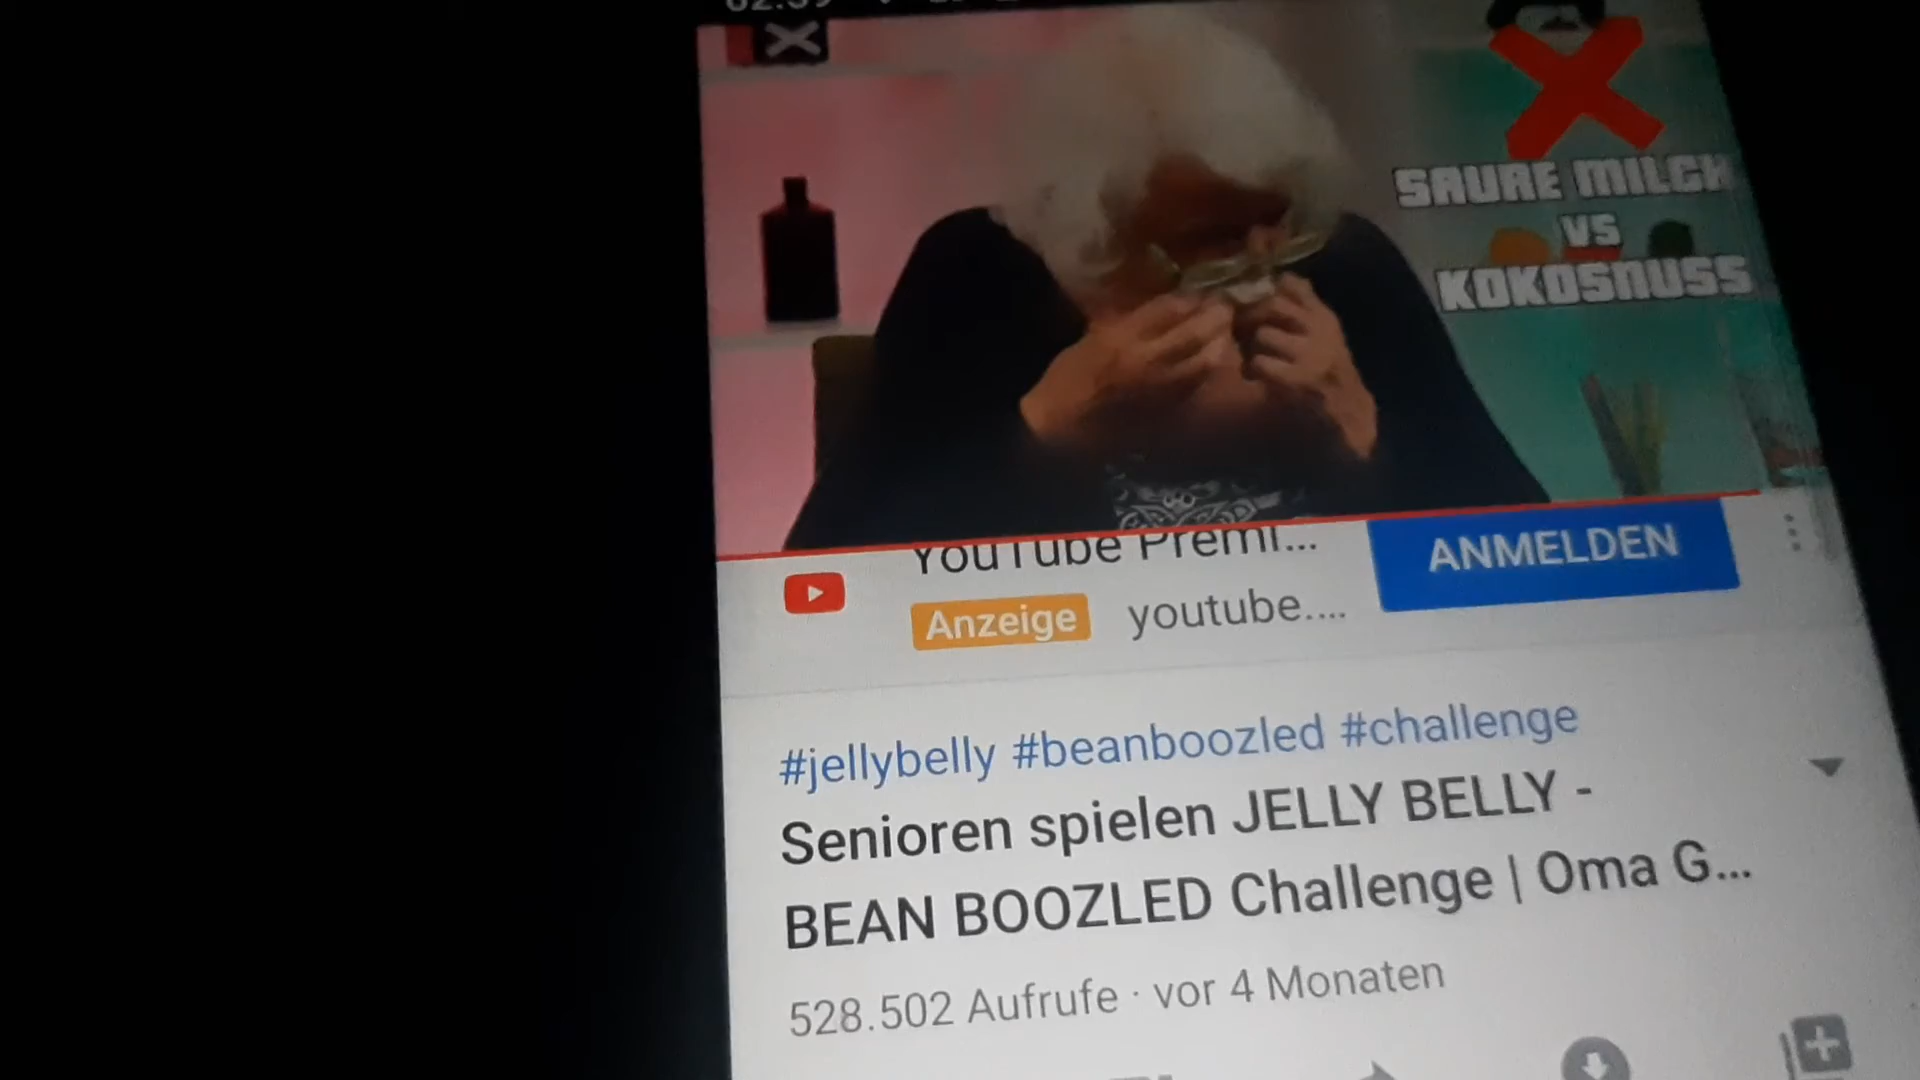 SAURE MILCH
VS
KOKOSNUSS
YouTube Premi...
ANMELDEN
Anzeige youtube....
#jellybelly #beanboozled #challenge
Senioren spielen JELLY BELLY -
BEAN BOOZLED Challenge | Oma G...
528.502 Aufrufe · vor 4 Monaten